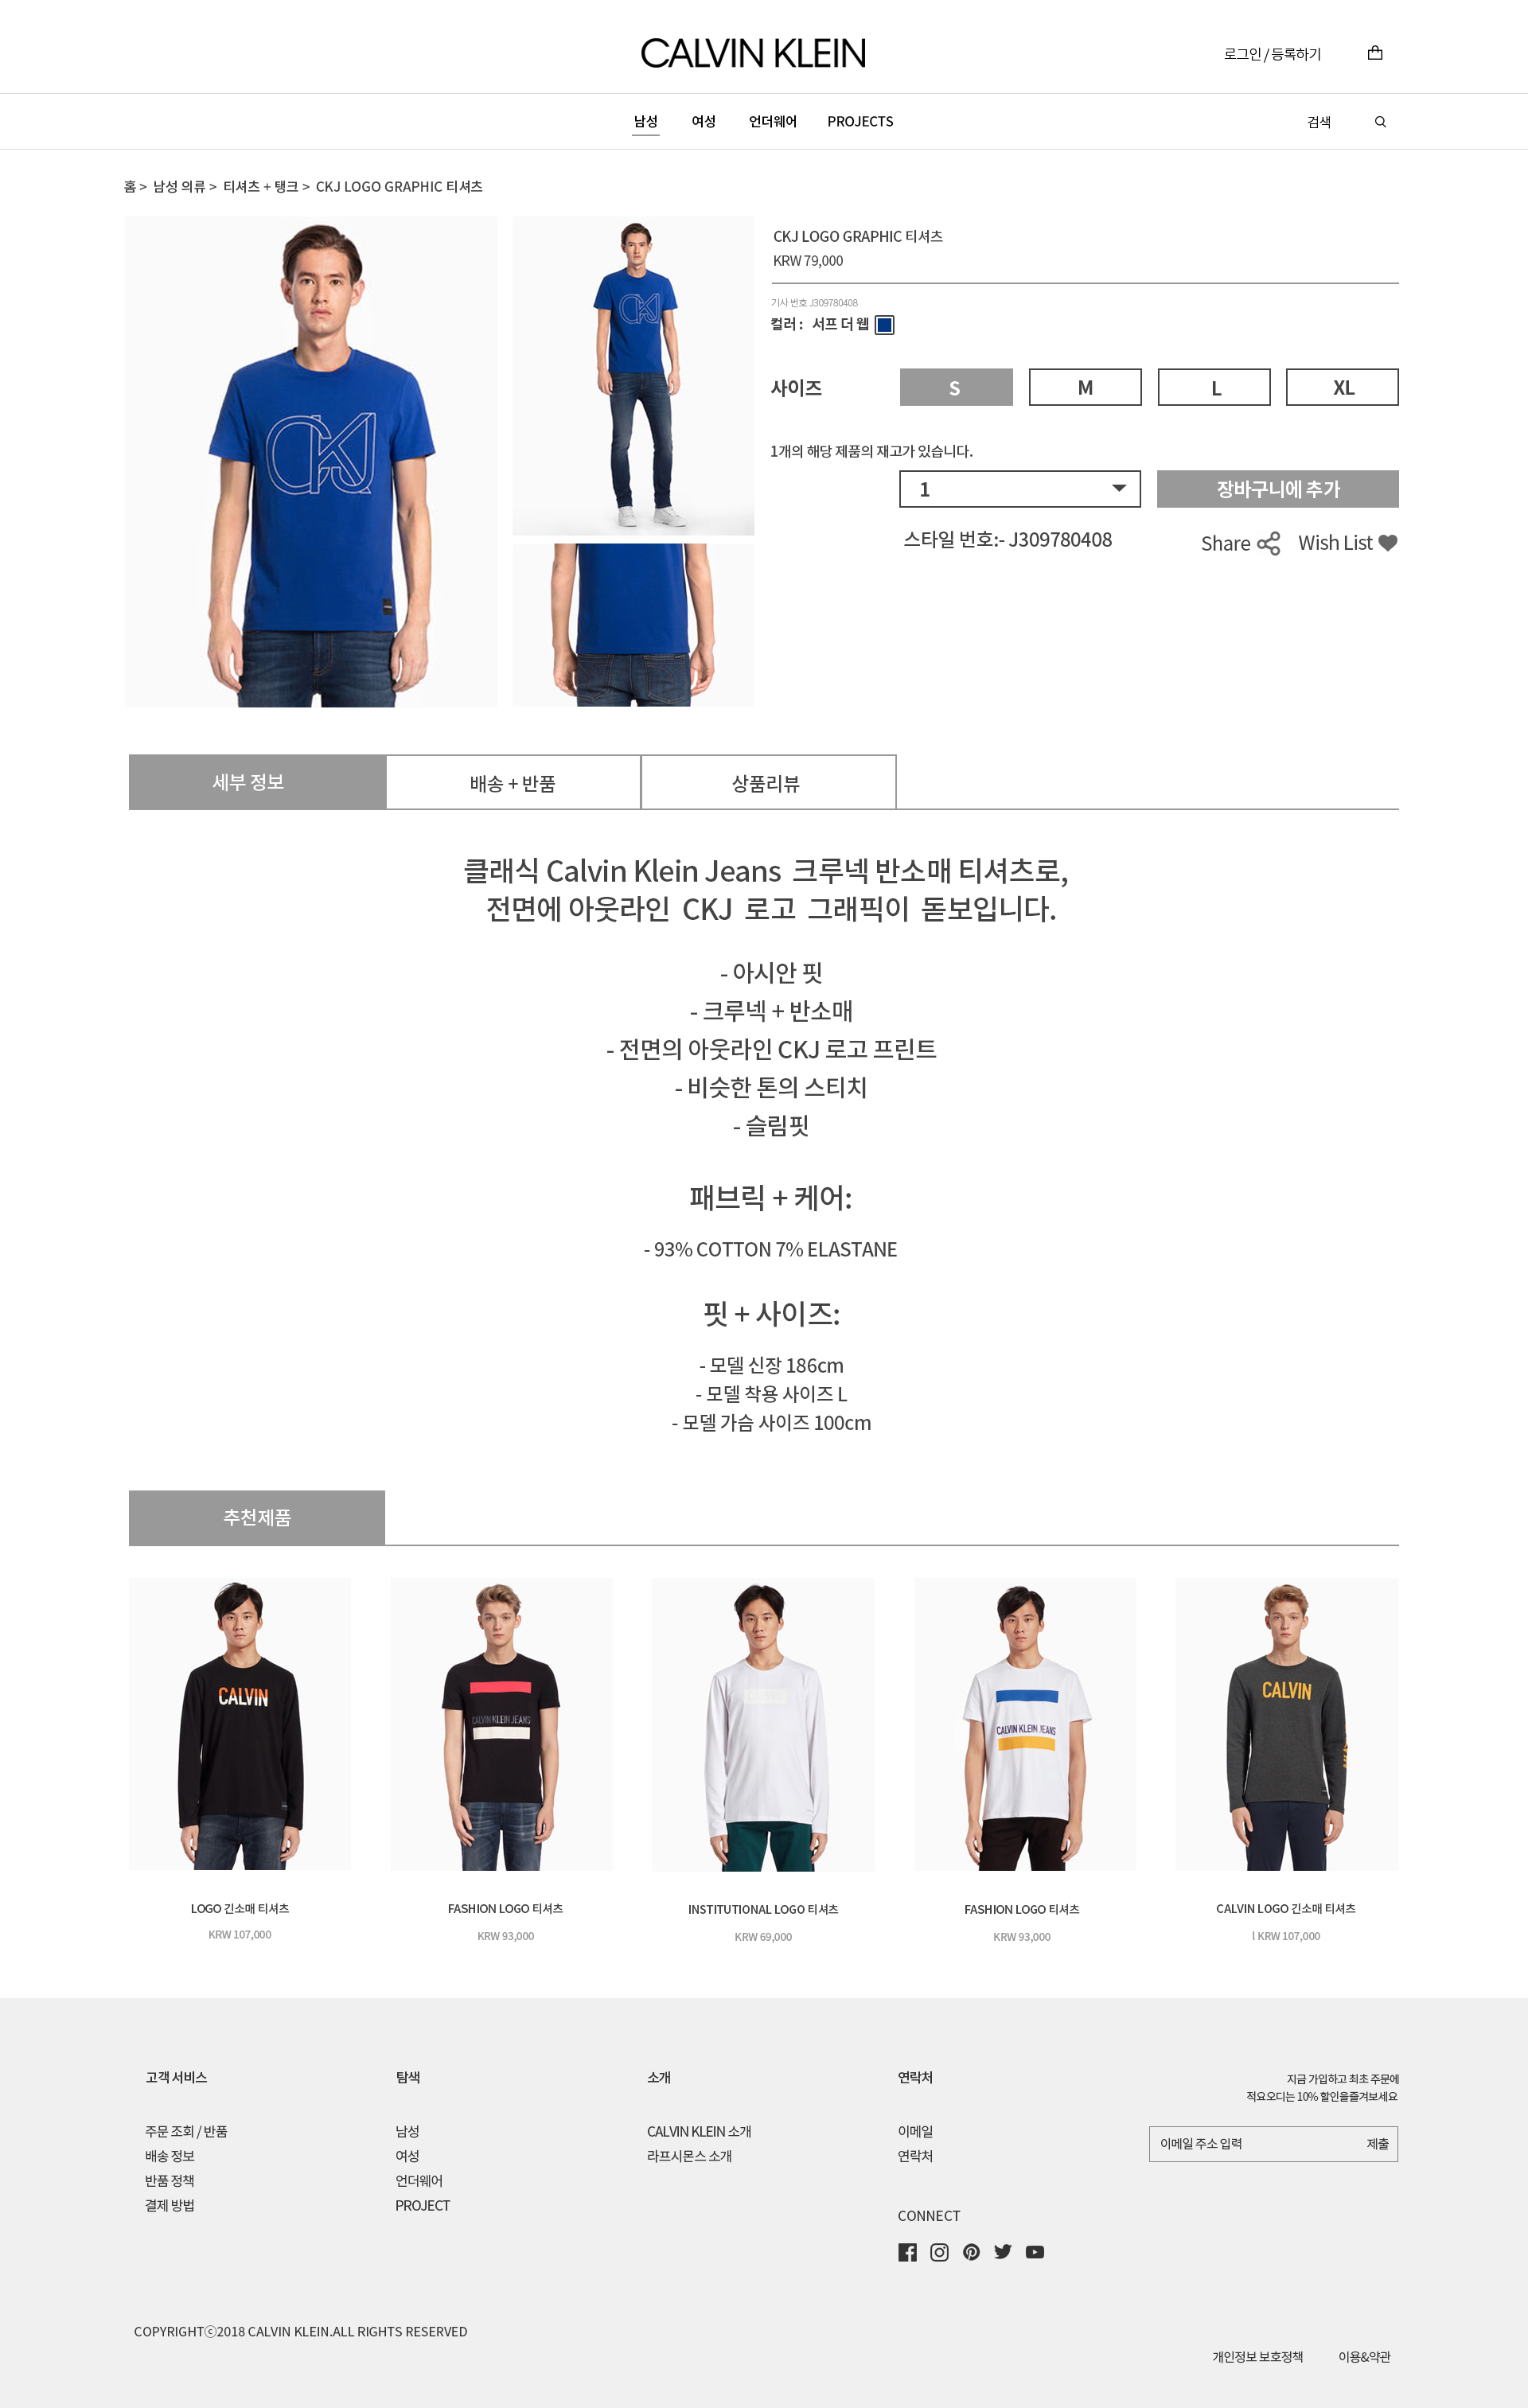 CALVIN KLEIN
로그인 / 등록하기
남성 여성 언더웨어 PROJECTS
검색
홈 > 남성 의류 > 티셔츠 + 탱크 > CKJ LOGO GRAPHIC 티셔츠
CKJ
CKJ
CKJ LOGO GRAPHIC 티셔츠
KRW 79,000
기사 번호 J309780408
컬러 : 서프 더 웹
사이즈 S M L XL
1개의 해당 제품의 재고가 있습니다.
1 장바구니에 추가
스타일 번호:- J309780408 Share Wish List
세부 정보 배송 + 반품 상품리뷰
클래식 Calvin Klein Jeans 크루넥 반소매 티셔츠로,
전면에 아웃라인 CKJ 로고 그래픽이 돋보입니다.
- 아시안 핏
- 크루넥 + 반소매
- 전면의 아웃라인 CKJ 로고 프린트
- 비슷한 톤의 스티치
- 슬림핏
패브릭 + 케어:
- 93% COTTON 7% ELASTANE
핏 + 사이즈:
- 모델 신장 186cm
- 모델 착용 사이즈 L
- 모델 가슴 사이즈 100cm
추천제품
CALVIN
CALVIN KLEIN JEANS
CALVIN KLEIN JEANS
CALVIN
LOGO 긴소매 티셔츠
KRW 107,000
FASHION LOGO 티셔츠
KRW 93,000
INSTITUTIONAL LOGO 티셔츠
KRW 69,000
FASHION LOGO 티셔츠
KRW 93,000
CALVIN LOGO 긴소매 티셔츠
l KRW 107,000
고객 서비스
주문 조회 / 반품
배송 정보
반품 정책
결제 방법
탐색
남성
여성
언더웨어
PROJECT
소개
CALVIN KLEIN 소개
라프시몬스 소개
연락처
이메일
연락처
CONNECT
지금 가입하고 최초 주문에
적요오디는 10% 할인을즐겨보세요
이메일 주소 입력 제출
COPYRIGHTⓒ2018 CALVIN KLEIN.ALL RIGHTS RESERVED
개인정보 보호정책 이용&약관